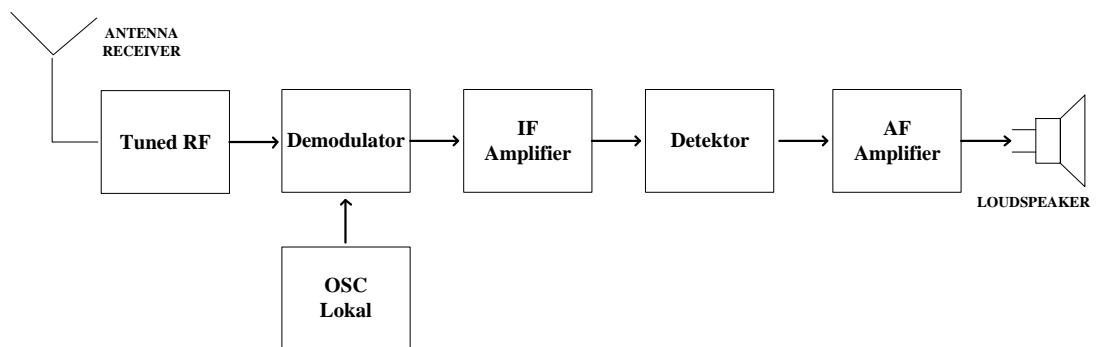 ANTENNA
RECEIVER
Tuned RF
Demodulator
IF
Amplifier
Detektor
AF
Amplifier
LOUDSPEAKER
OSC
Lokal